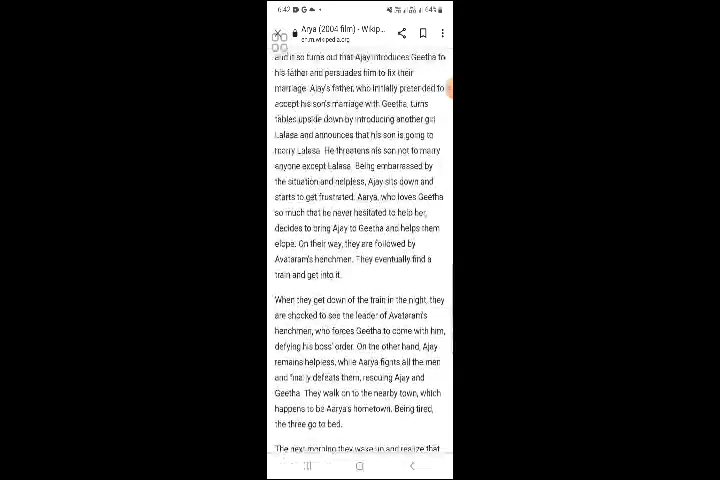 6:42
64%
Arya (2004 film) - Wikip...
en.m.wikipedia.org
and it so turns out that Ajay introduces Geetha to
his father and persuades him to fix their
marriage. Ajay's father, who initially pretended to
accept his son's marriage with Geetha, turns
tables upside down by introducing another girl
Lalasa and announces that his son is going to
marry Lalasa. He threatens his son not to marry
anyone except Lalasa. Being embarrassed by
the situation and helpless, Ajay sits down and
starts to get frustrated. Aarya, who loves Geetha
so much that he never hesitated to help her,
decides to bring Ajay to Geetha and helps them
elope. On their way, they are followed by
Avataram's henchmen. They eventually find a
train and get into it.
When they get down of the train in the night, they
are shocked to see the leader of Avataram's
henchmen, who forces Geetha to come with him,
defying his boss' order. On the other hand, Ajay
remains helpless, while Aarya fights all the men
and finally defeats them, rescuing Ajay and
Geetha. They walk on to the nearby town, which
happens to be Aarya's hometown. Being tired,
the three go to bed.
The next morning they wake up and realize that